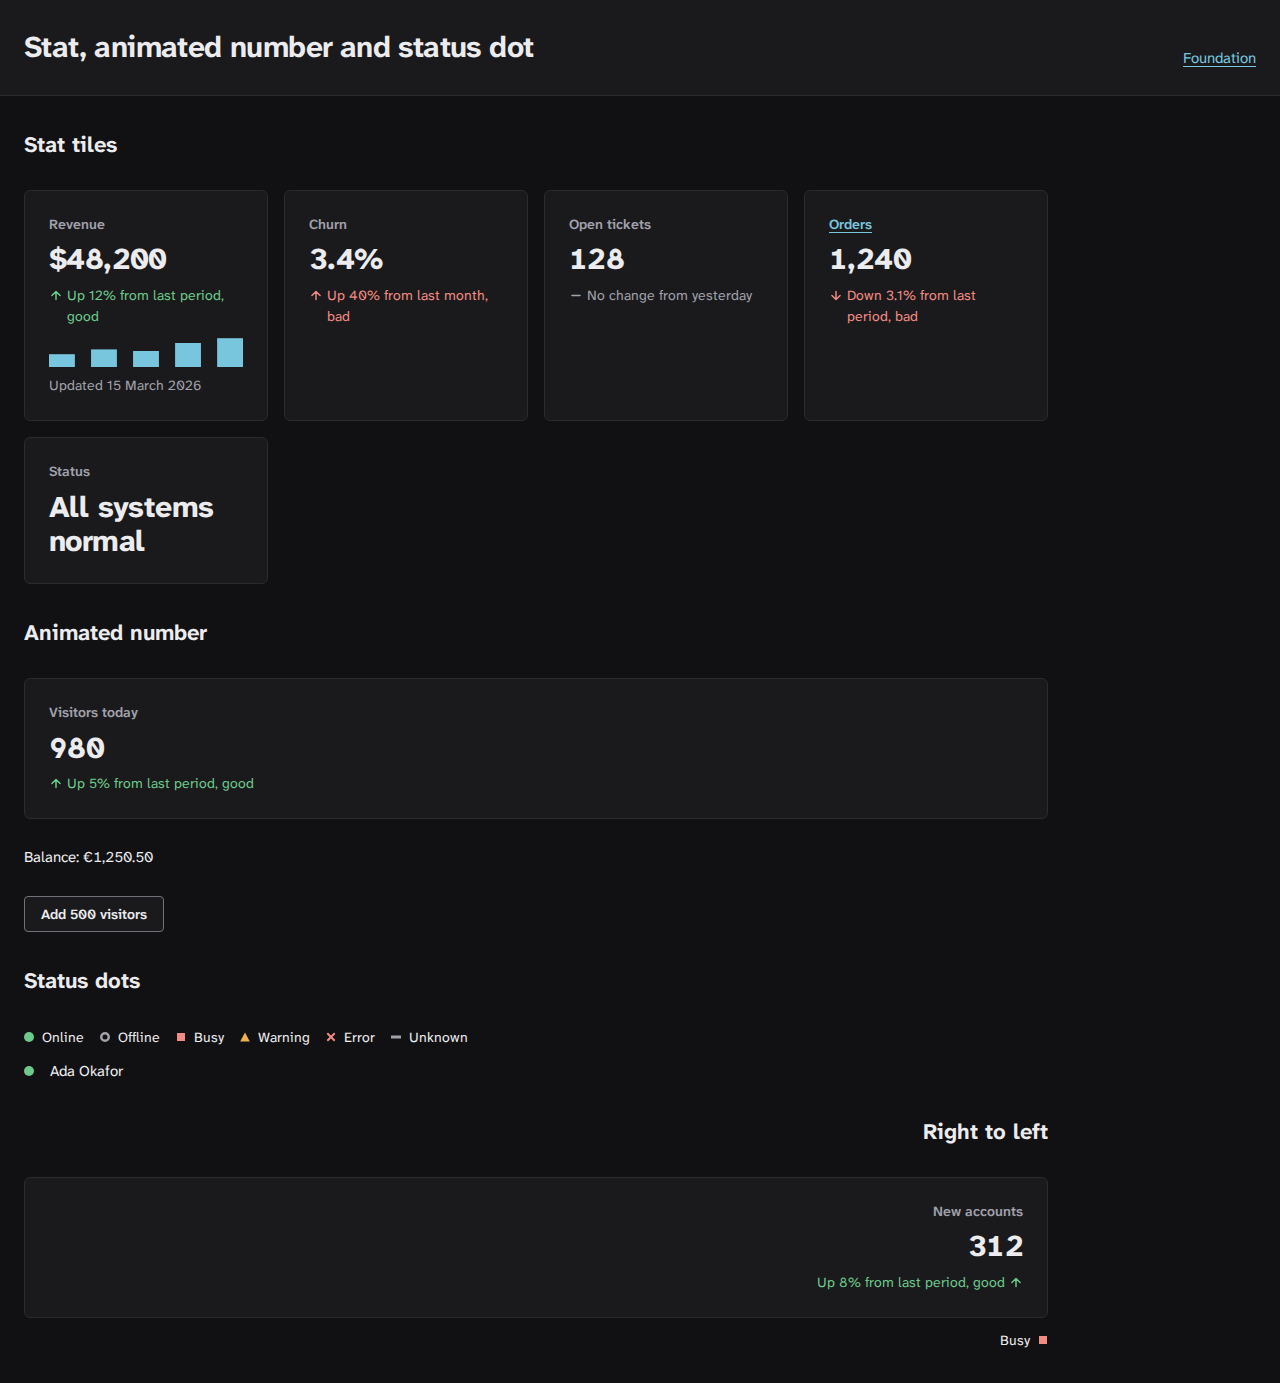 Stat, animated number and status dot
Foundation
Stat tiles
Revenue
$48,200
↑ Up 12% from last period,
good
Updated 15 March 2026
Churn
3.4%
↑ Up 40% from last month,
bad
Open tickets
128
— No change from yesterday
Orders
1,240
↓ Down 3.1% from last
period, bad
Status
All systems
normal
Animated number
Visitors today
980
↑ Up 5% from last period, good
Balance: €1,250.50
Add 500 visitors
Status dots
Online Offline Busy Warning Error Unknown
Ada Okafor
Right to left
New accounts
312
Up 8% from last period, good ↑
Busy